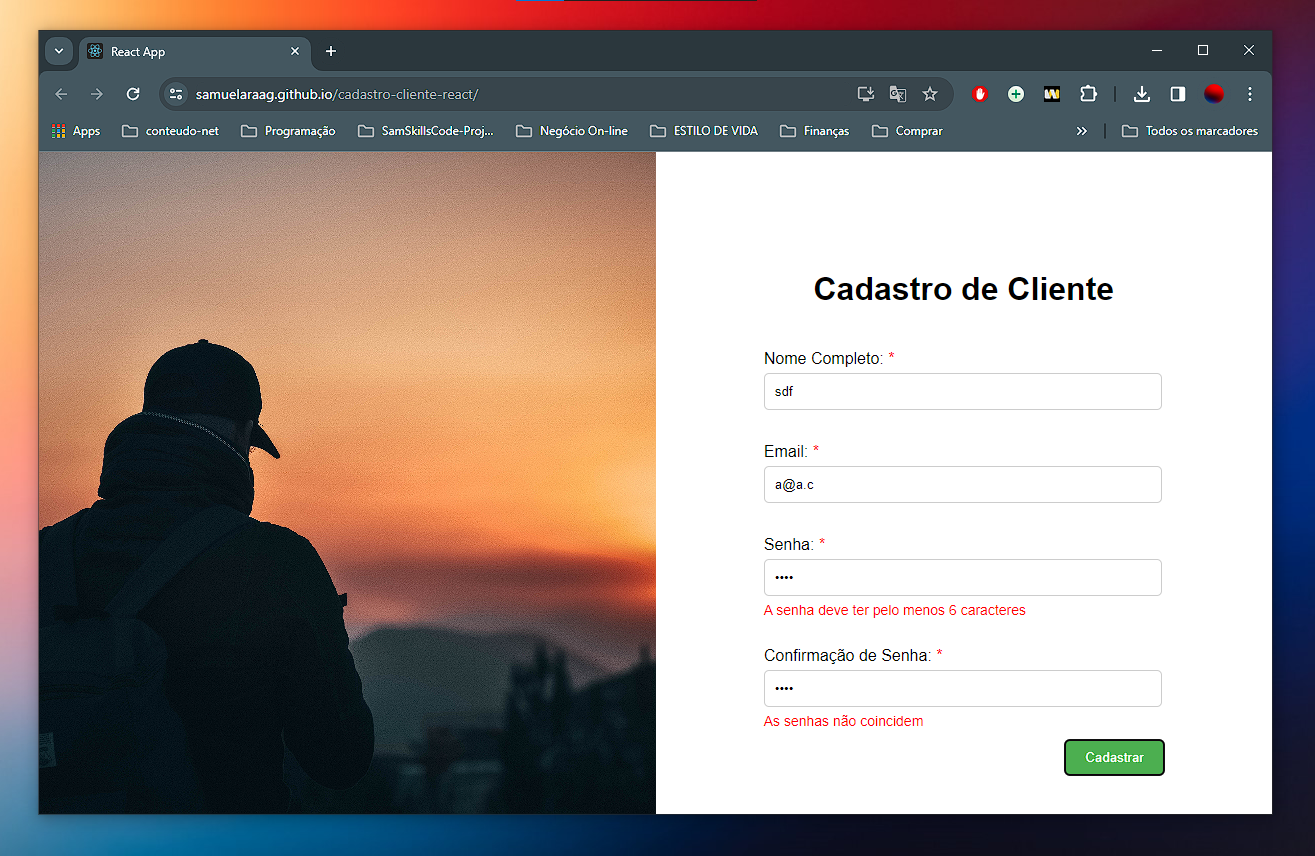 React App
samuelaraag.github.io/cadastro-cliente-react/
Apps
conteudo-net
Programação
SamSkillsCode-Proj...
Negócio On-line
ESTILO DE VIDA
Finanças
Comprar
Todos os marcadores
Cadastro de Cliente
Nome Completo: *
sdf
Email: *
a@a.c
Senha: *
••••
A senha deve ter pelo menos 6 caracteres
Confirmação de Senha: *
••••
As senhas não coincidem
Cadastrar